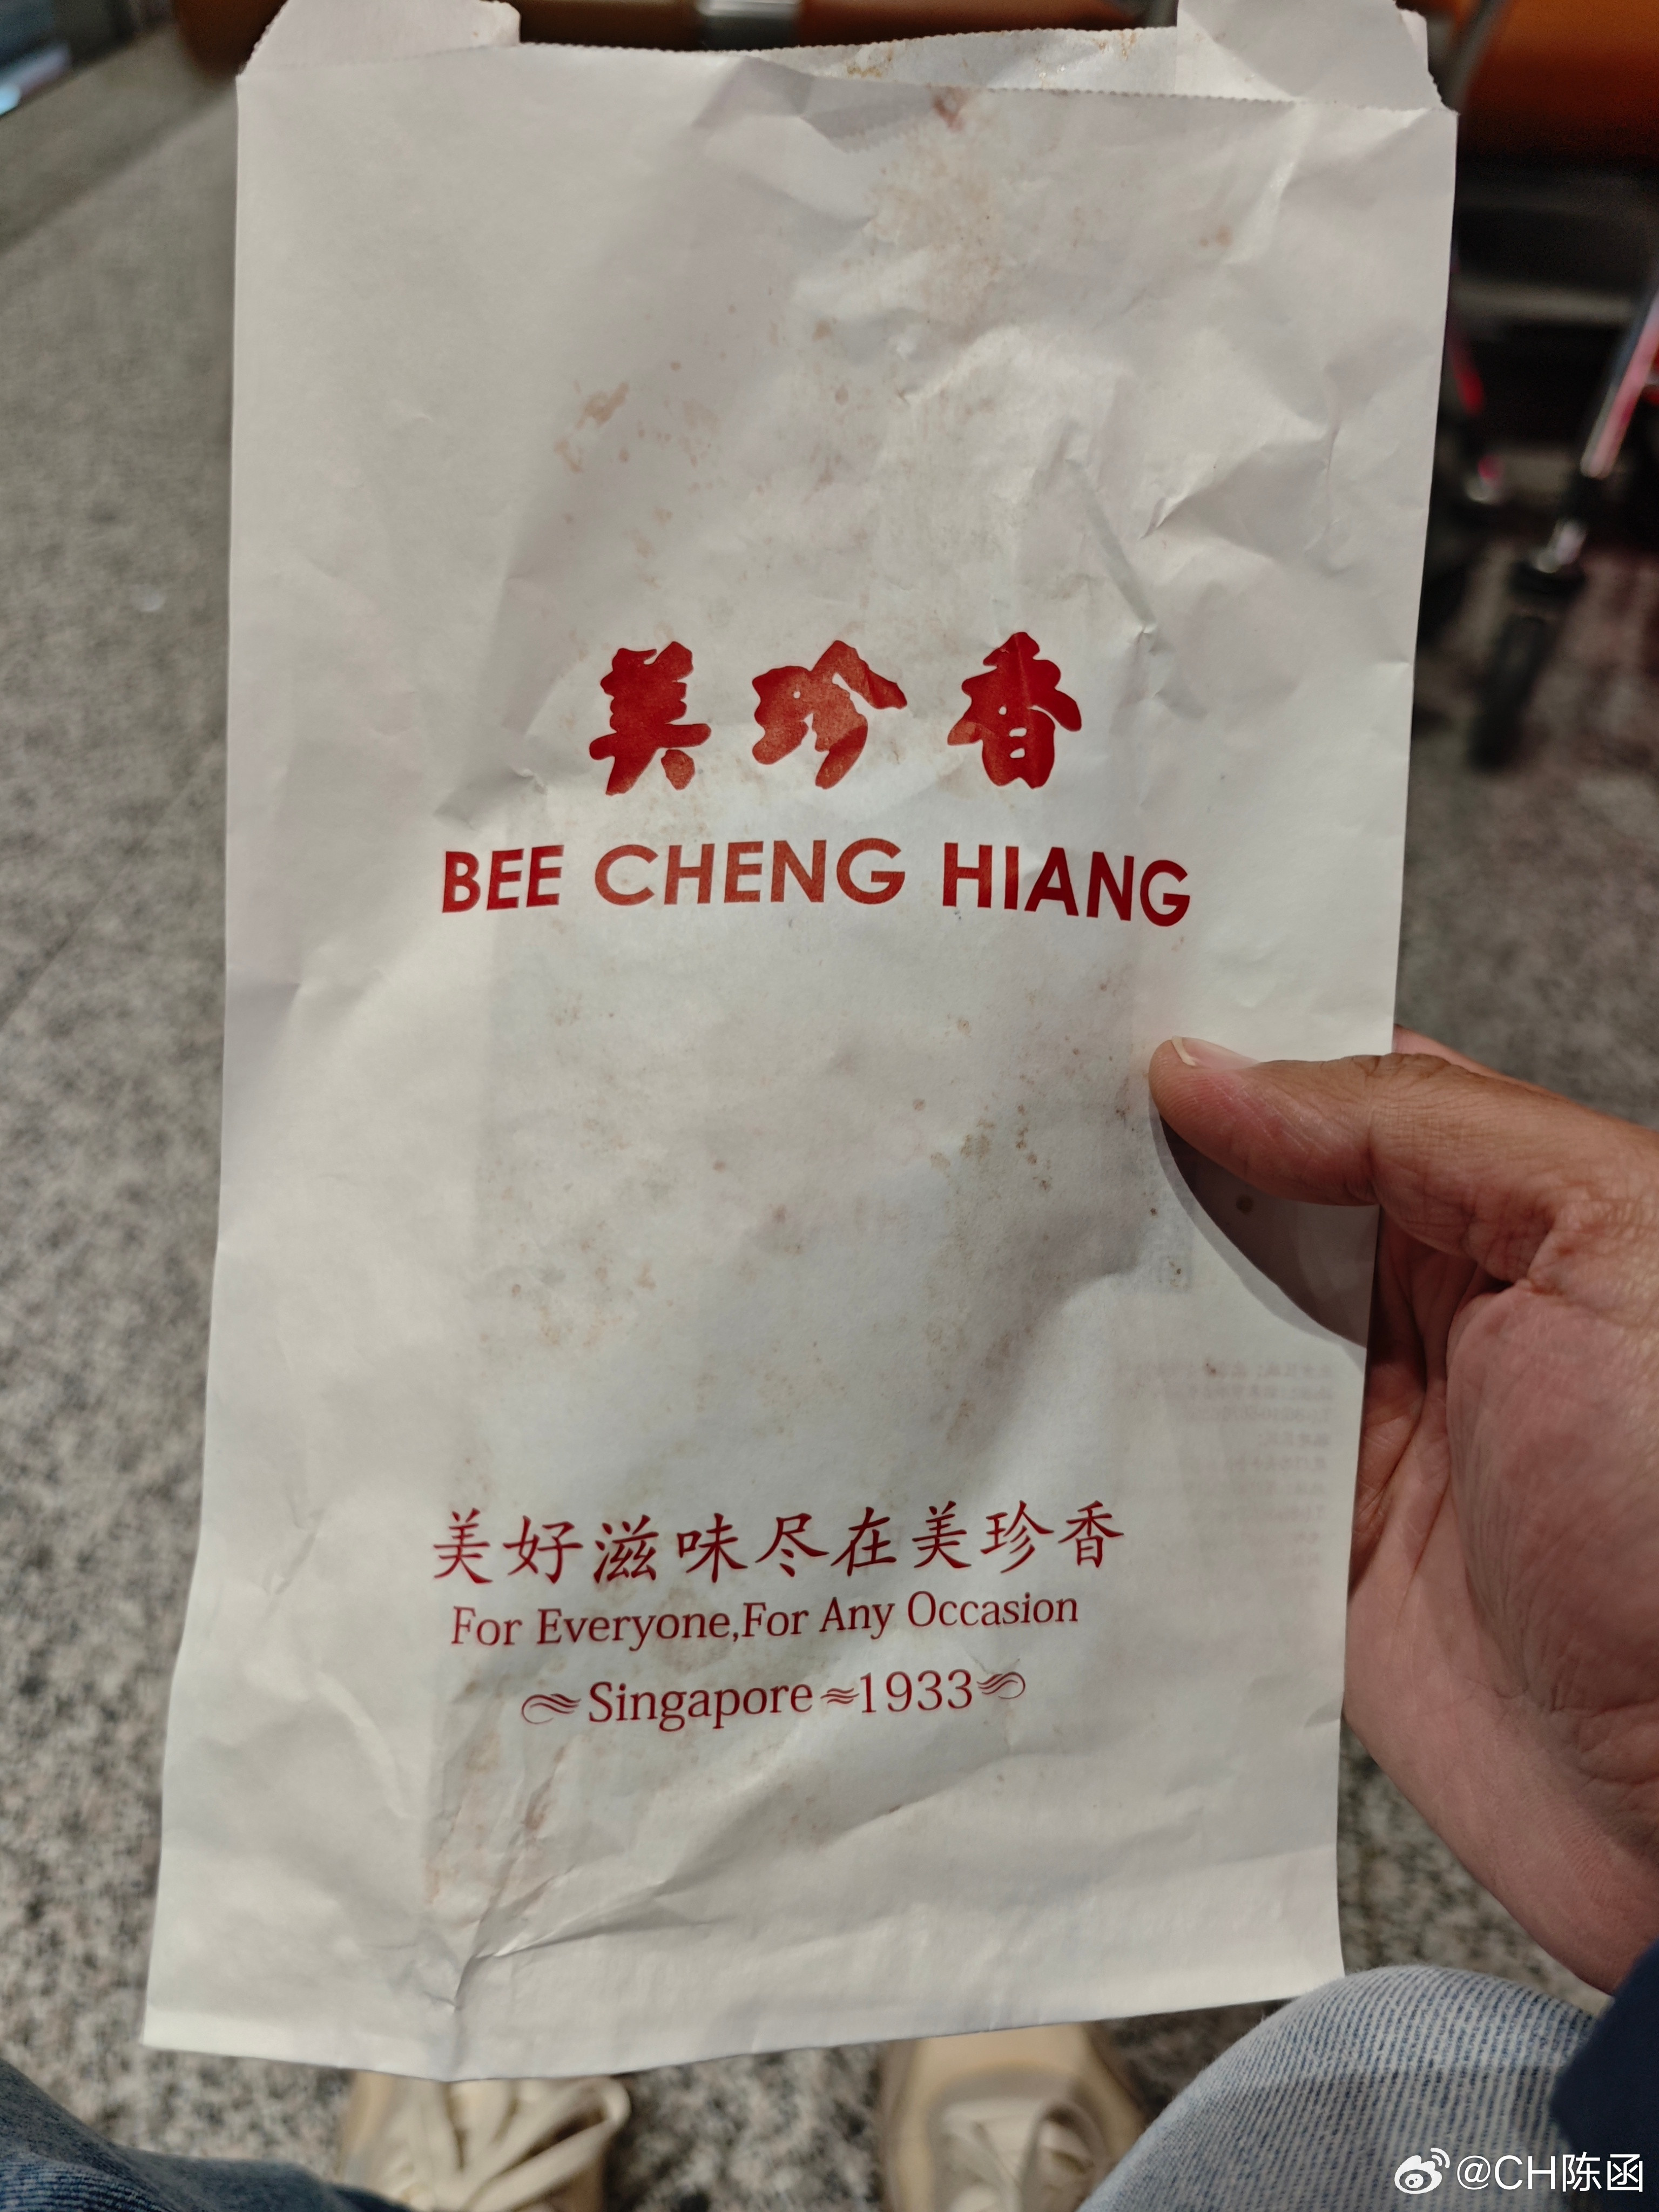 美珍香
BEE CHENG HIANG
美好滋味尽在美珍香
For Everyone,For Any Occasion
Singapore 1933
@CH陈函